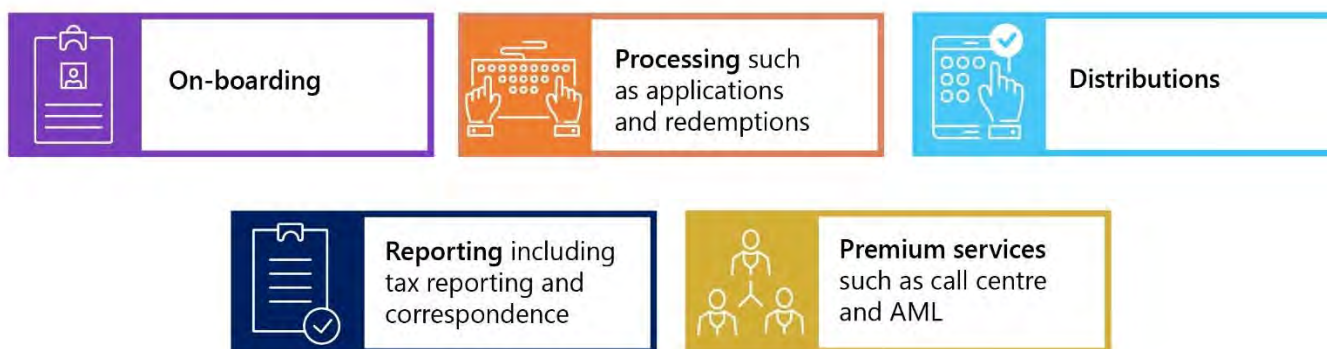 On-boarding
Processing such
as applications
and redemptions
Distributions
Reporting including
tax reporting and
correspondence
Premium services
such as call centre
and AML